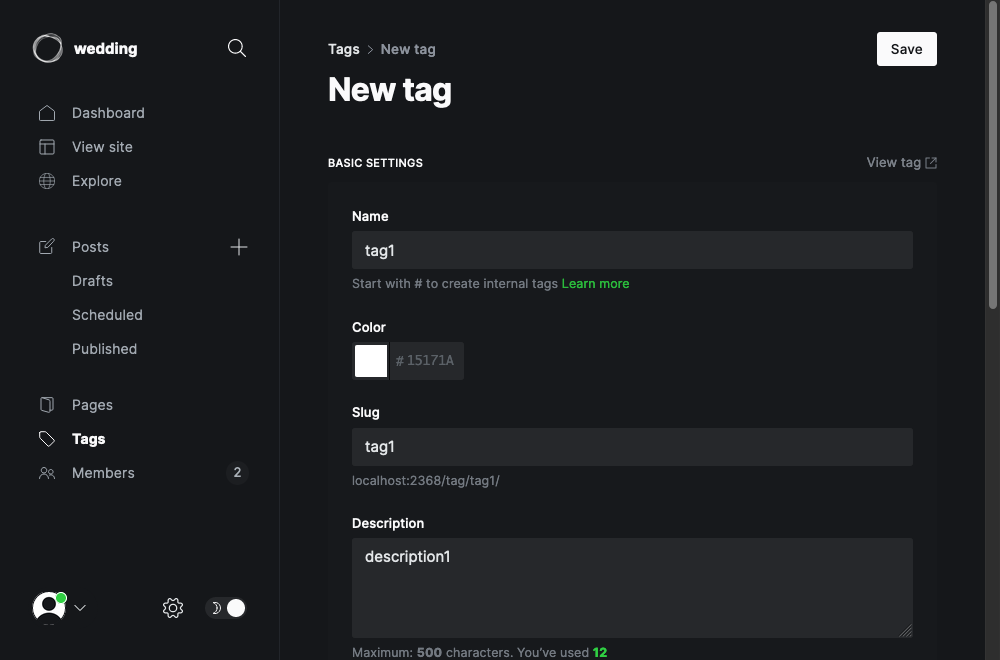 wedding
Dashboard
View site
Explore
Posts
Drafts
Scheduled
Published
Pages
Tags
Members 2
Tags > New tag
Save
New tag
BASIC SETTINGS
View tag
Name
tag1
Start with # to create internal tags Learn more
Color
# 15171A
Slug
tag1
localhost:2368/tag/tag1/
Description
description1
Maximum: 500 characters. You've used 12